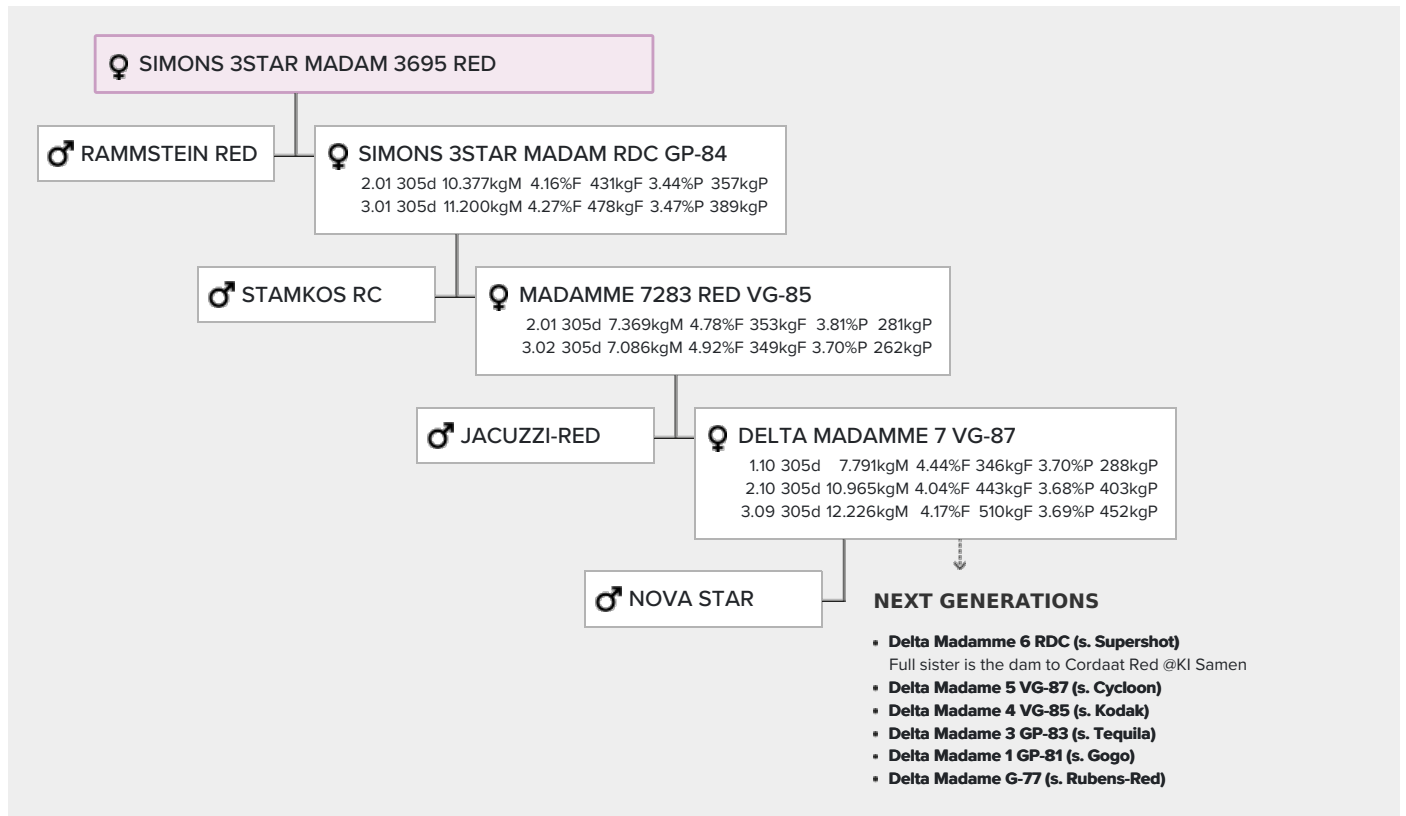 SIMONS 3STAR MADAM 3695 RED
RAMMSTEIN RED
SIMONS 3STAR MADAM RDC GP-84
2.01 305d 10.377kgM 4.16%F 431kgF 3.44%P 357kgP
3.01 305d 11.200kgM 4.27%F 478kgF 3.47%P 389kgP
STAMKOS RC
MADAMME 7283 RED VG-85
2.01 305d 7.369kgM 4.78%F 353kgF 3.81%P 281kgP
3.02 305d 7.086kgM 4.92%F 349kgF 3.70%P 262kgP
JACUZZI-RED
DELTA MADAMME 7 VG-87
1.10 305d 7.791kgM 4.44%F 346kgF 3.70%P 288kgP
2.10 305d 10.965kgM 4.04%F 443kgF 3.68%P 403kgP
3.09 305d 12.226kgM 4.17%F 510kgF 3.69%P 452kgP
NOVA STAR
NEXT GENERATIONS
• Delta Madamme 6 RDC (s. Supershot)
Full sister is the dam to Cordaat Red @KI Samen
• Delta Madame 5 VG-87 (s. Cycloon)
• Delta Madame 4 VG-85 (s. Kodak)
• Delta Madame 3 GP-83 (s. Tequila)
• Delta Madame 1 GP-81 (s. Gogo)
• Delta Madame G-77 (s. Rubens-Red)